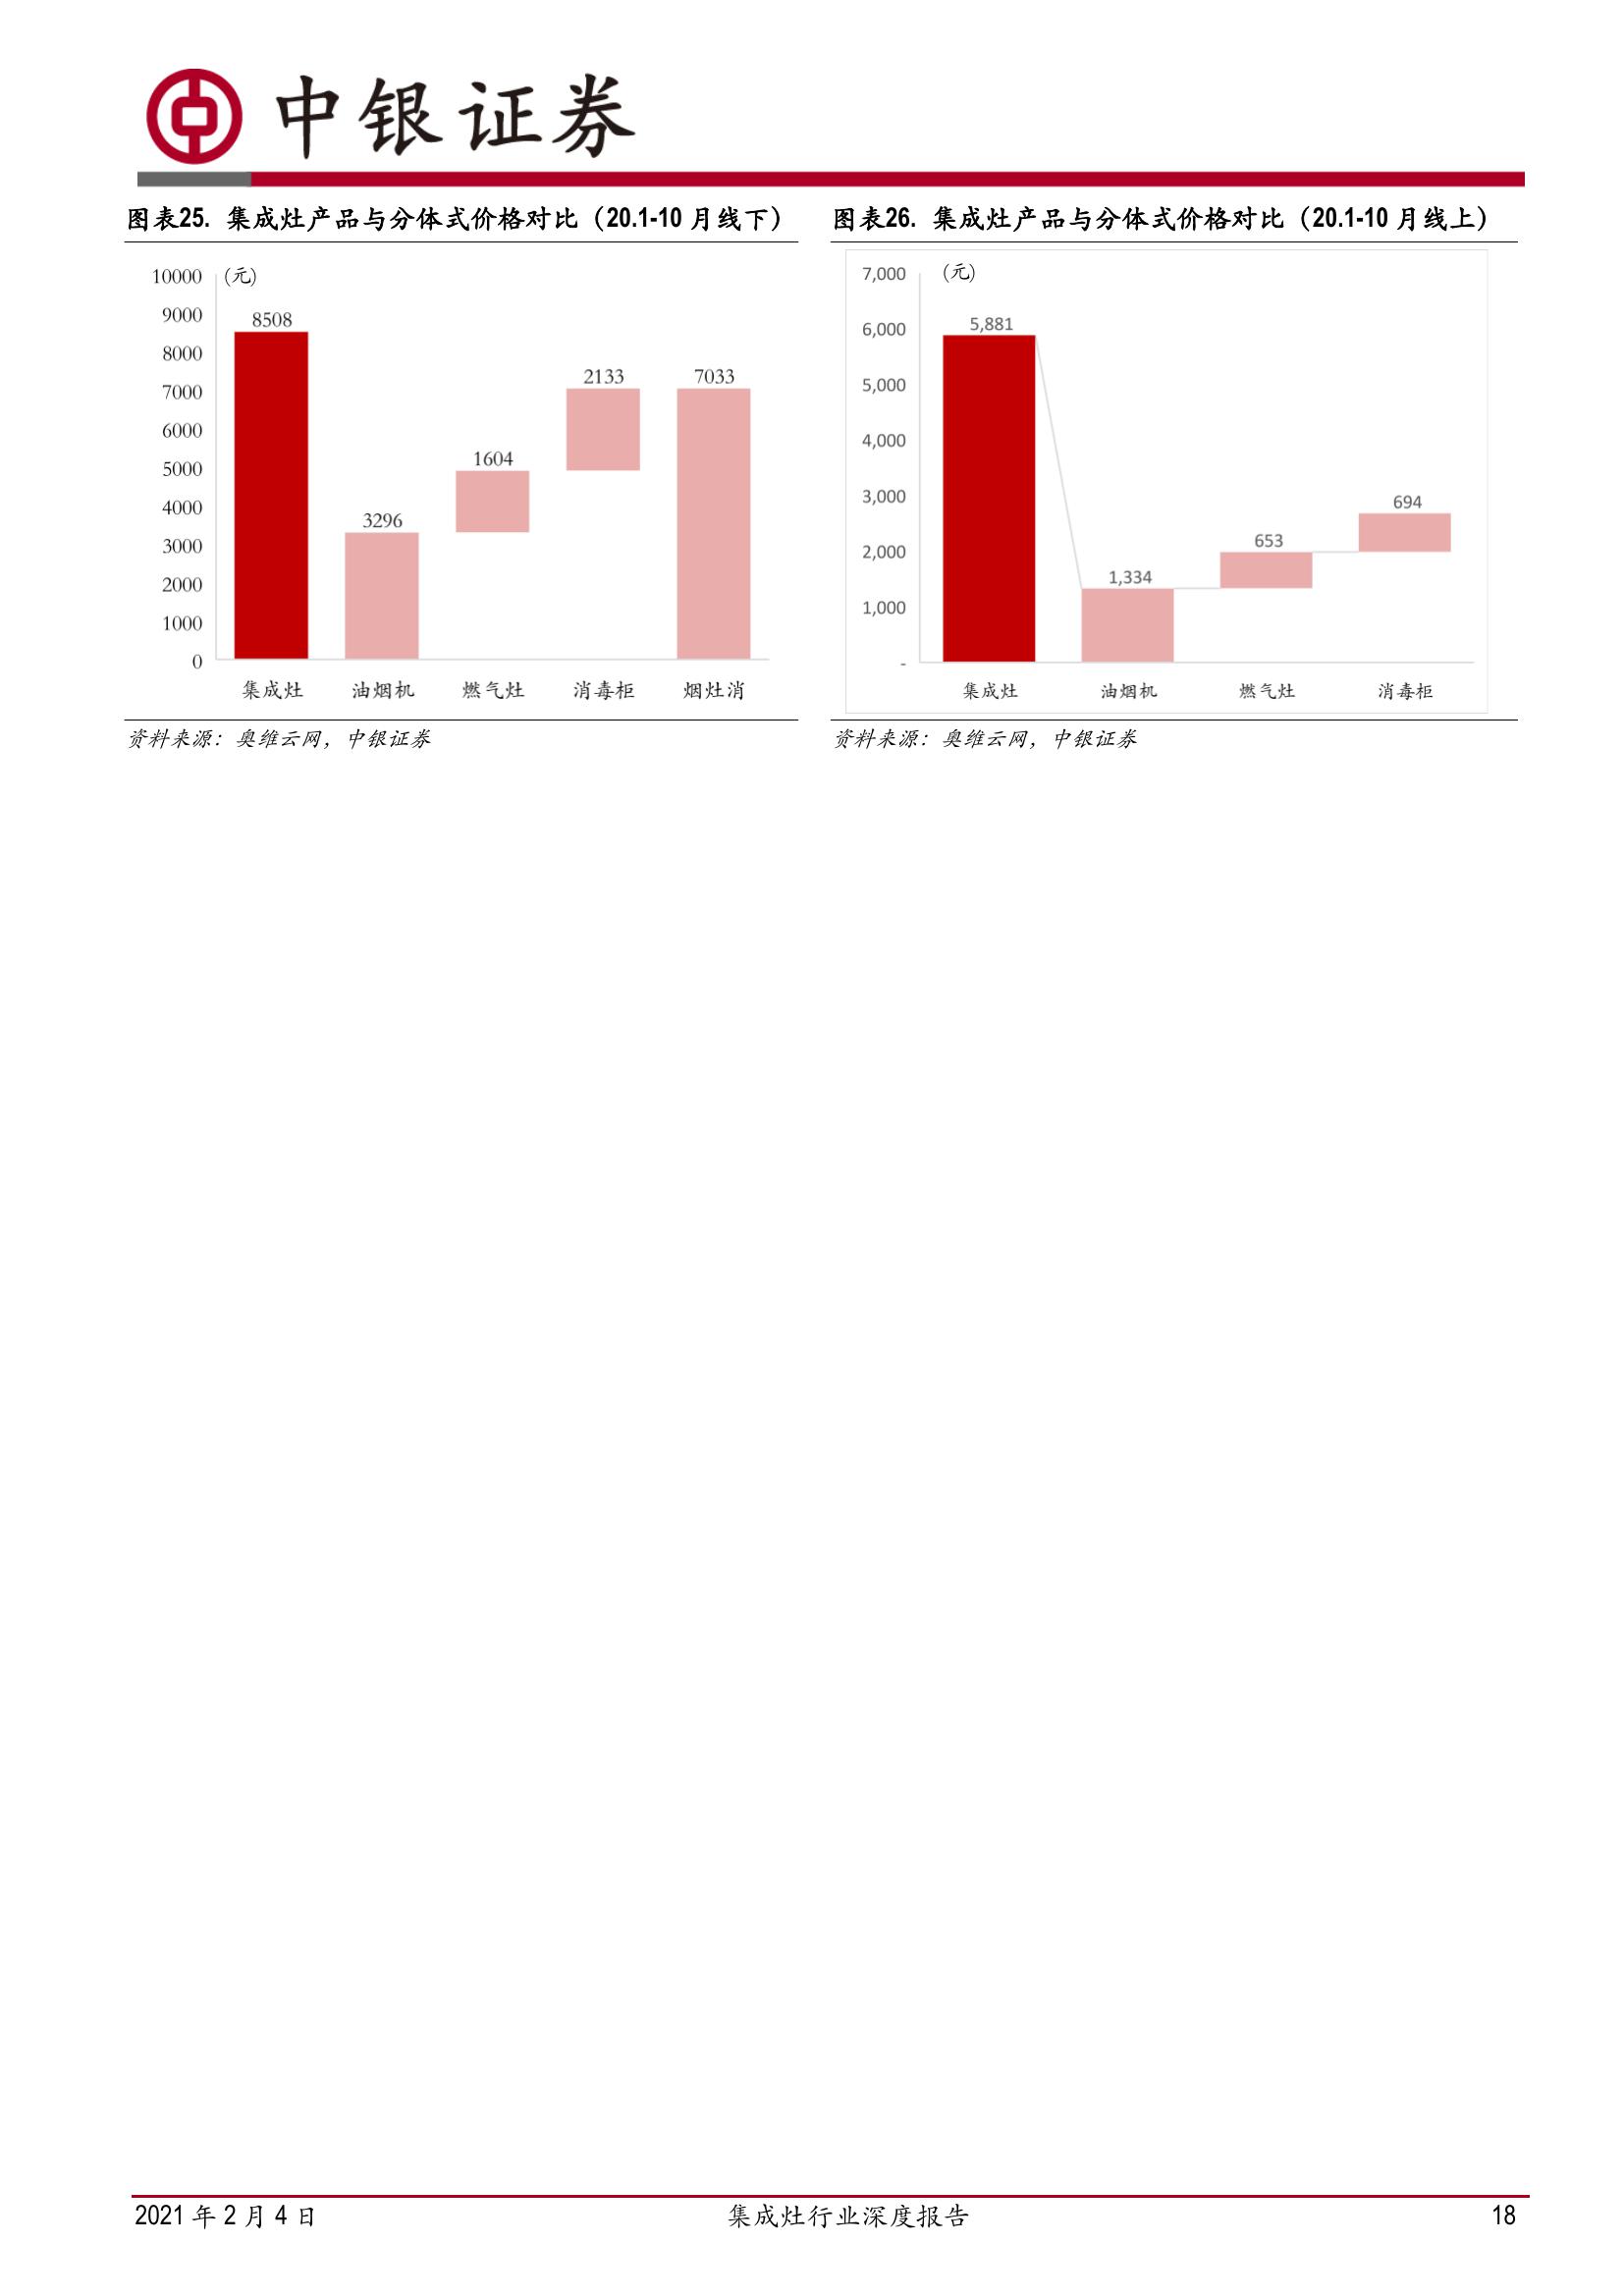 中银证券
图表25. 集成灶产品与分体式价格对比（20.1-10 月线下）
(元)
10000
9000
8000
7000
6000
5000
4000
3000
2000
1000
0
8508
3296
1604
2133
7033
集成灶 油烟机 燃气灶 消毒柜 烟灶消
资料来源：奥维云网，中银证券
图表26. 集成灶产品与分体式价格对比（20.1-10 月线上）
(元)
7,000
6,000
5,000
4,000
3,000
2,000
1,000
-
5,881
1,334
653
694
集成灶 油烟机 燃气灶 消毒柜
资料来源：奥维云网，中银证券
2021 年 2 月 4 日 集成灶行业深度报告 18